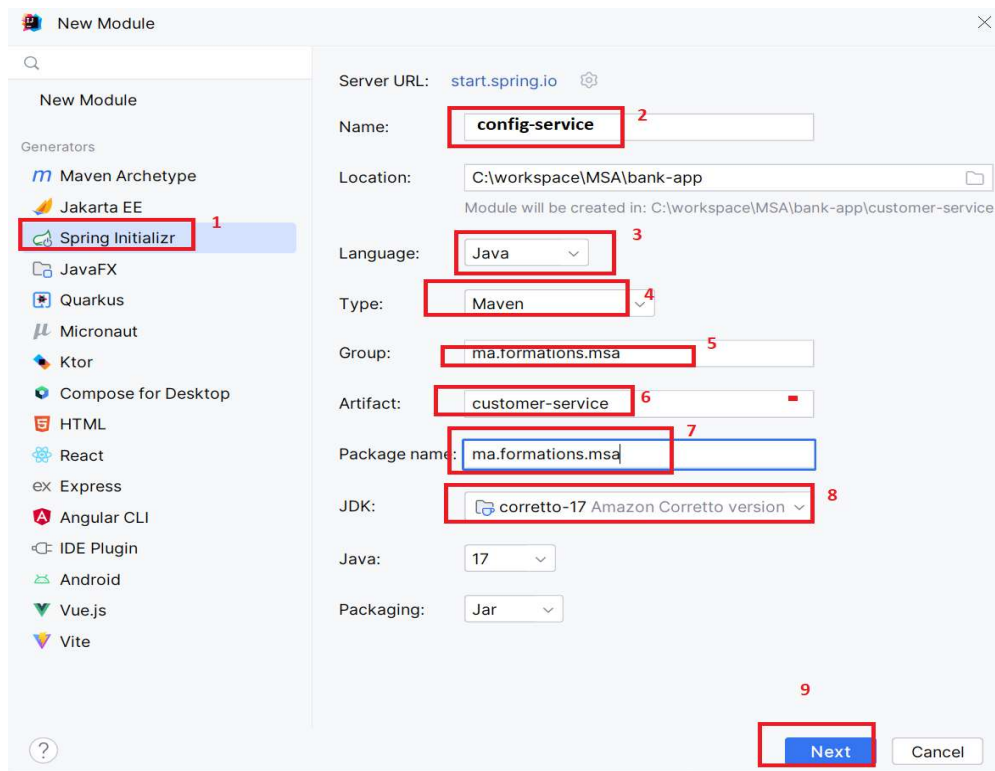 New Module
New Module
Generators
Maven Archetype
Jakarta EE
Spring Initializr
1
JavaFX
Quarkus
Micronaut
Ktor
Compose for Desktop
HTML
React
ex Express
Angular CLI
IDE Plugin
Android
Vue.js
Vite
Server URL: start.spring.io
Name: config-service 2
Location: C:\workspace\MSA\bank-app
Module will be created in: C:\workspace\MSA\bank-app\customer-service
Language: Java 3
Type: Maven 4
Group: ma.formations.msa 5
Artifact: customer-service 6
Package name: ma.formations.msa 7
JDK: corretto-17 Amazon Corretto version 8
Java: 17
Packaging: Jar
9
? Next Cancel